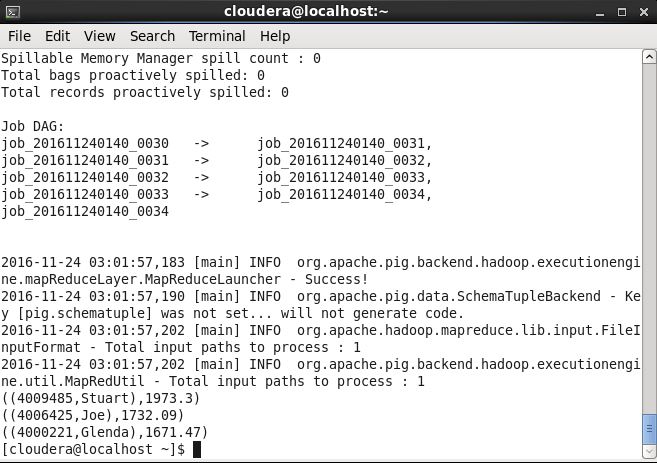 cloudera@localhost:~
File Edit View Search Terminal Help
Spillable Memory Manager spill count : 0
Total bags proactively spilled: 0
Total records proactively spilled: 0
Job DAG:
job_201611240140_0030 -> job_201611240140_0031,
job_201611240140_0031 -> job_201611240140_0032,
job_201611240140_0032 -> job_201611240140_0033,
job_201611240140_0033 -> job_201611240140_0034,
job_201611240140_0034
2016-11-24 03:01:57,183 [main] INFO  org.apache.pig.backend.hadoop.executionengi
ne.mapReduceLayer.MapReduceLauncher - Success!
2016-11-24 03:01:57,190 [main] INFO  org.apache.pig.data.SchemaTupleBackend - Ke
y [pig.schematuple] was not set... will not generate code.
2016-11-24 03:01:57,202 [main] INFO  org.apache.hadoop.mapreduce.lib.input.FileI
nputFormat - Total input paths to process : 1
2016-11-24 03:01:57,202 [main] INFO  org.apache.pig.backend.hadoop.executionengi
ne.util.MapRedUtil - Total input paths to process : 1
((4009485,Stuart),1973.3)
((4006425,Joe),1732.09)
((4000221,Glenda),1671.47)
[cloudera@localhost ~]$